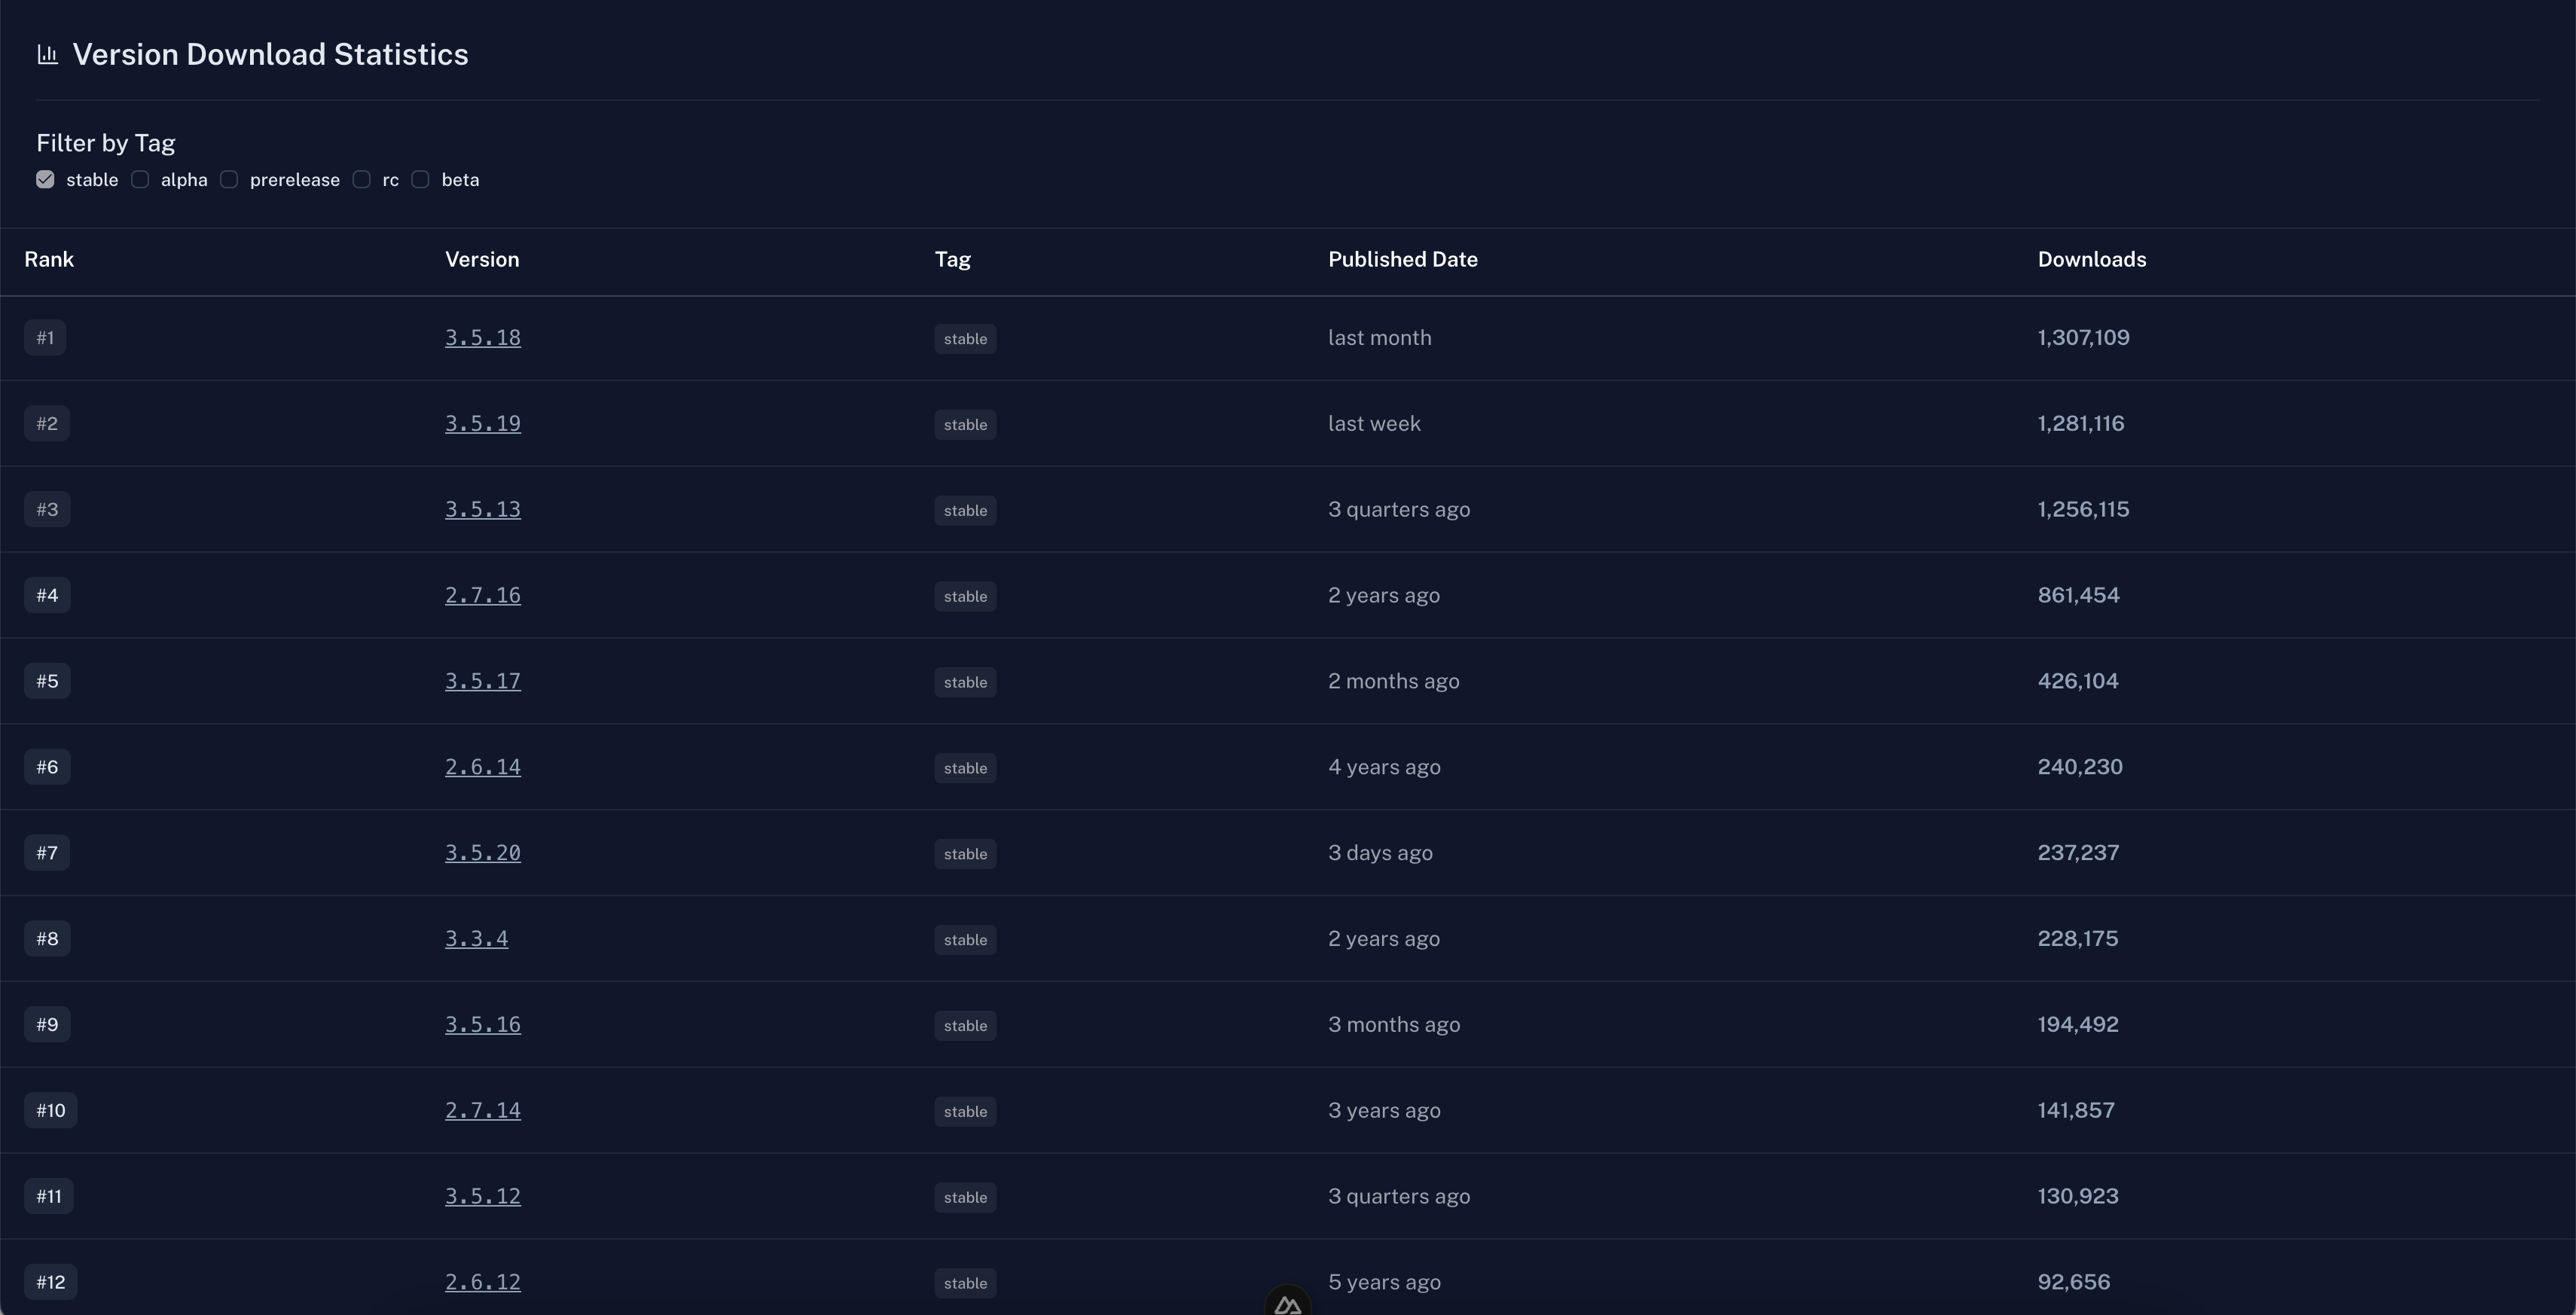 Version Download Statistics
Filter by Tag
stable alpha prerelease rc beta
Rank Version Tag Published Date Downloads
#1 3.5.18 stable last month 1,307,109
#2 3.5.19 stable last week 1,281,116
#3 3.5.13 stable 3 quarters ago 1,256,115
#4 2.7.16 stable 2 years ago 861,454
#5 3.5.17 stable 2 months ago 426,104
#6 2.6.14 stable 4 years ago 240,230
#7 3.5.20 stable 3 days ago 237,237
#8 3.3.4 stable 2 years ago 228,175
#9 3.5.16 stable 3 months ago 194,492
#10 2.7.14 stable 3 years ago 141,857
#11 3.5.12 stable 3 quarters ago 130,923
#12 2.6.12 stable 5 years ago 92,656